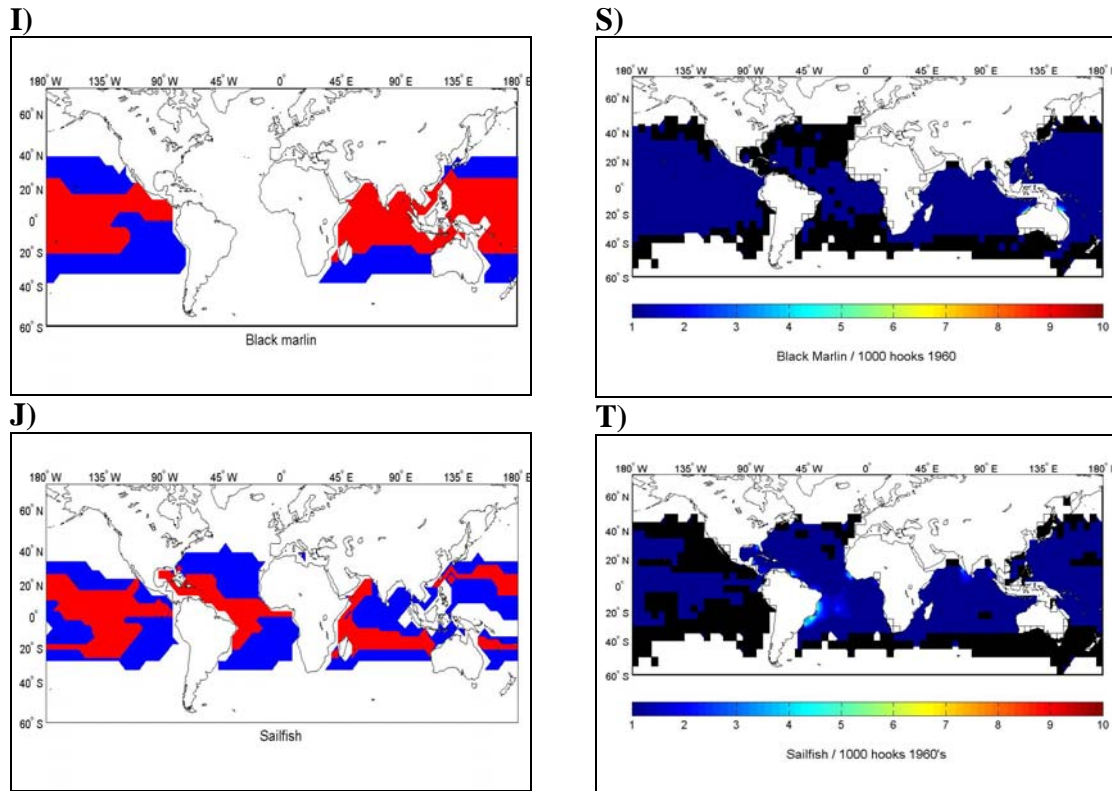 I)
180° W 135° W 90° W 45° W 0° 45° E 90° E 135° E 180° E
60° N
40° N
20° N
0°
20° S
40° S
60° S
Black marlin
S)
180° W 135° W 90° W 45° W 0° 45° E 90° E 135° E 180° E
60° N
40° N
20° N
0°
20° S
40° S
60° S
1 2 3 4 5 6 7 8 9 10
Black Marlin / 1000 hooks 1960
J)
180° W 135° W 90° W 45° W 0° 45° E 90° E 135° E 180° E
60° N
40° N
20° N
0°
20° S
40° S
60° S
Sailfish
T)
180° W 135° W 90° W 45° W 0° 45° E 90° E 135° E 180°
60° N
40° N
20° N
0°
20° S
40° S
60° S
1 2 3 4 5 6 7 8 9 10
Sailfish / 1000 hooks 1960's